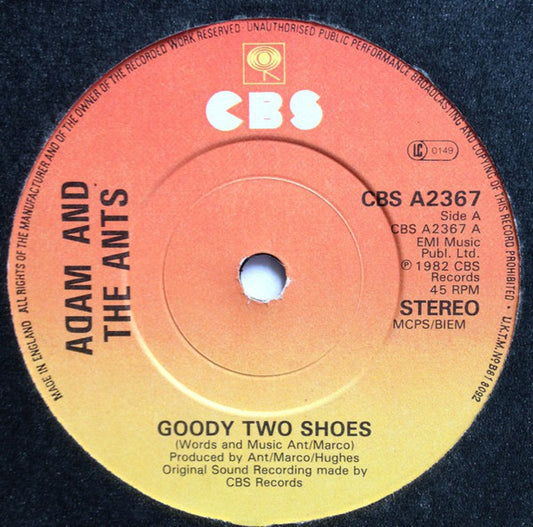 MADE IN ENGLAND. ALL RIGHTS OF THE MANUFACTURER AND OF THE OWNER OF THE RECORDED WORK RESERVED · UNAUTHORISED PUBLIC PERFORMANCE BROADCASTING AND COPYING OF THIS RECORD PROHIBITED · U.K.T.M. NºB618092
CBS
ADAM AND
THE ANTS
LC 0149
CBS A2367
Side A
CBS A2367 A
EMI Music
Publ. Ltd.
℗ 1982 CBS
Records
45 RPM
STEREO
MCPS/BIEM
GOODY TWO SHOES
(Words and Music Ant/Marco)
Produced by Ant/Marco/Hughes
Original Sound Recording made by
CBS Records